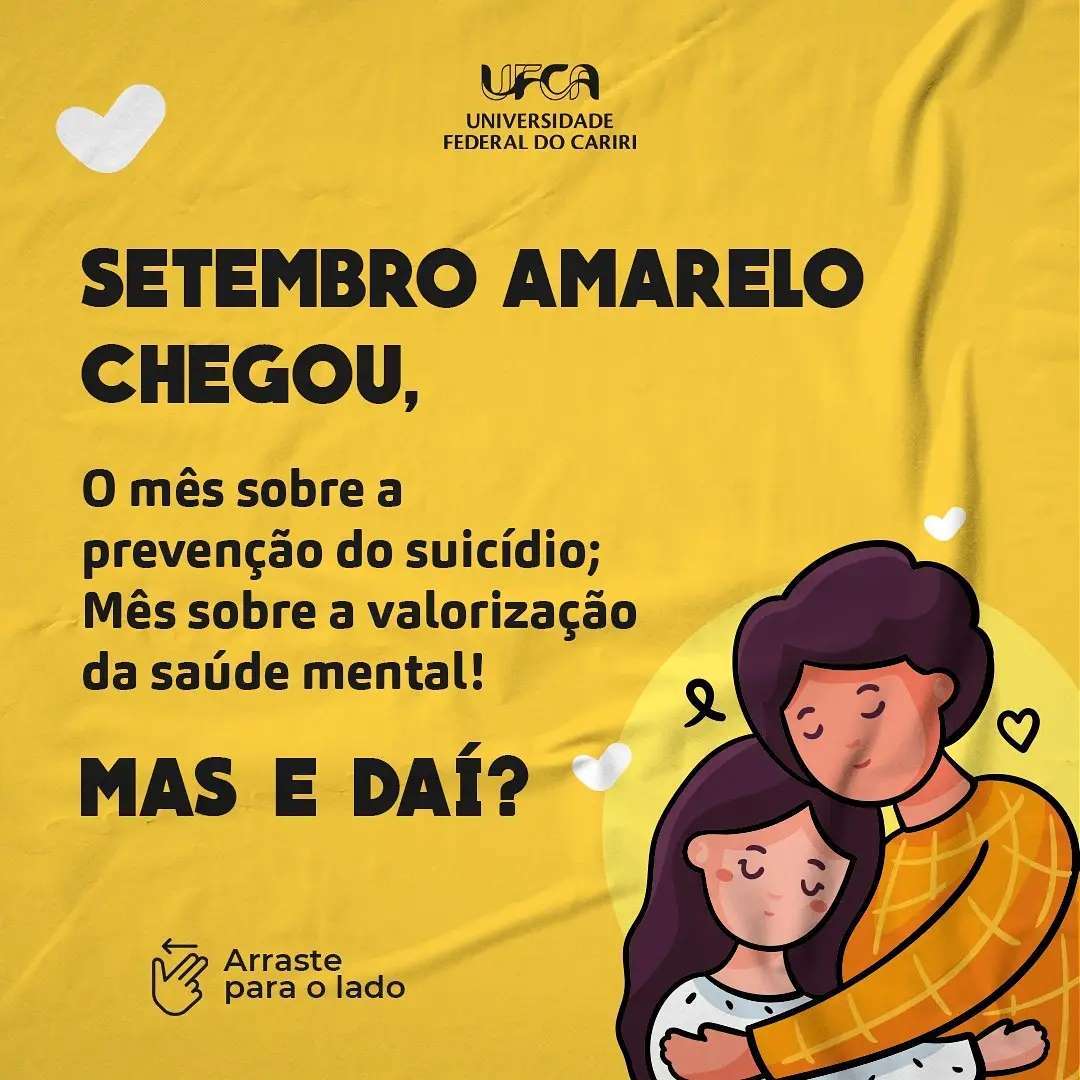 UFCA
UNIVERSIDADE
FEDERAL DO CARIRI
SETEMBRO AMARELO
CHEGOU,
O mês sobre a
prevenção do suicídio;
Mês sobre a valorização
da saúde mental!
MAS E DAÍ?
Arraste
para o lado